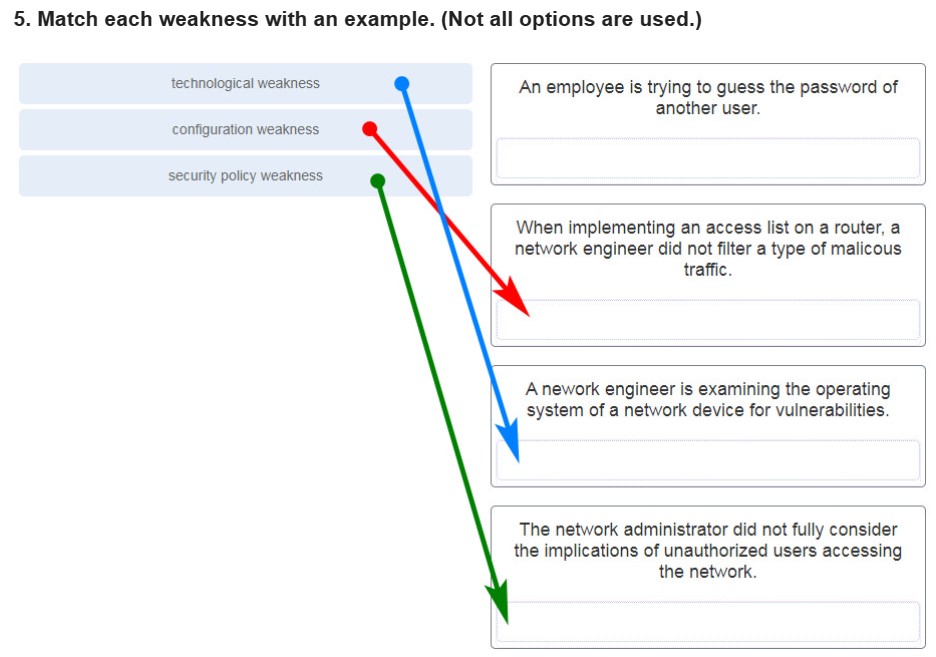 5. Match each weakness with an example. (Not all options are used.)
technological weakness
configuration weakness
security policy weakness
An employee is trying to guess the password of
another user.
When implementing an access list on a router, a
network engineer did not filter a type of malicous
traffic.
A nework engineer is examining the operating
system of a network device for vulnerabilities.
The network administrator did not fully consider
the implications of unauthorized users accessing
the network.